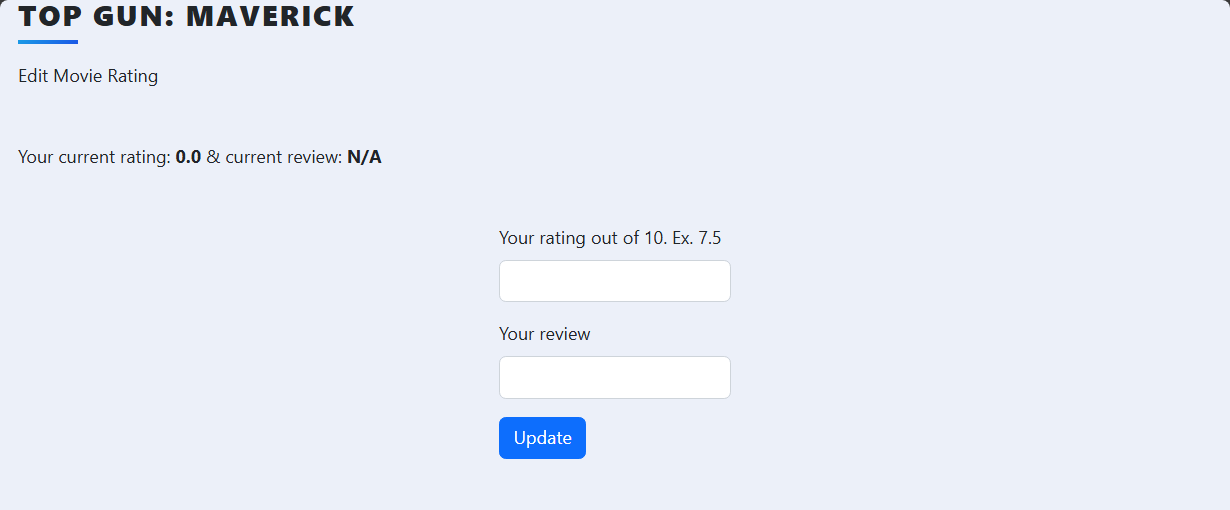 TOP GUN: MAVERICK
Edit Movie Rating
Your current rating: 0.0 & current review: N/A
Your rating out of 10. Ex. 7.5
Your review
Update